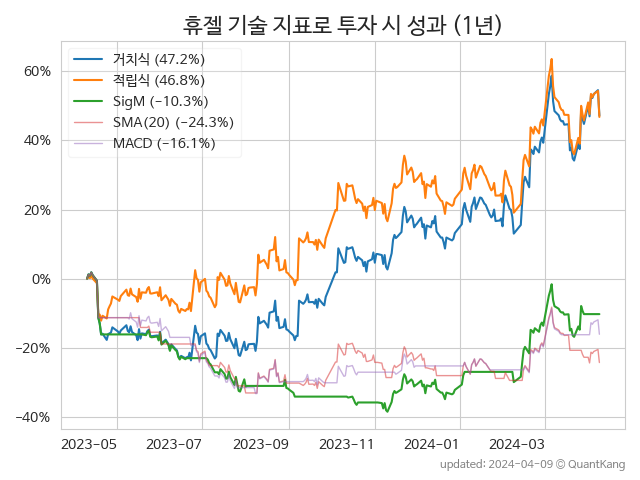 휴젤 기술 지표로 투자 시 성과 (1년)
거치식 (47.2%)
적립식 (46.8%)
SigM (−10.3%)
SMA(20) (−24.3%)
MACD (−16.1%)
60%
40%
20%
0%
−20%
−40%
2023-05 2023-07 2023-09 2023-11 2024-01 2024-03
updated: 2024-04-09 © QuantKang